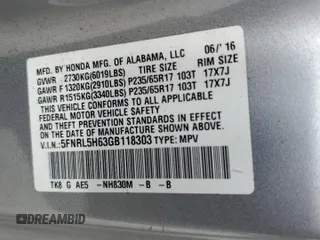 MFD. BY HONDA MFG. OF ALABAMA, LLC 06/ 16
GVWR 2730KG(6019LBS) TIRE SIZE RIM SIZE
GAWR F 1320KG(2910LBS) P235/65R17 103T 17X7J
GAWR R 1515KG(3340LBS) P235/65R17 103T 17X7J
THIS VEHICLE CONFORMS TO ALL APPLICABLE
FEDERAL MOTOR VEHICLE SAFETY AND THEFT
PREVENTION STANDARDS IN EFFECT ON THE DATE
OF MANUFACTURE SHOWN ABOVE.
V.I.N.: 5FNRL5H63GB118303 TYPE: MPV
TK8 G AE5 -NH830M -B -B
DREAMBID